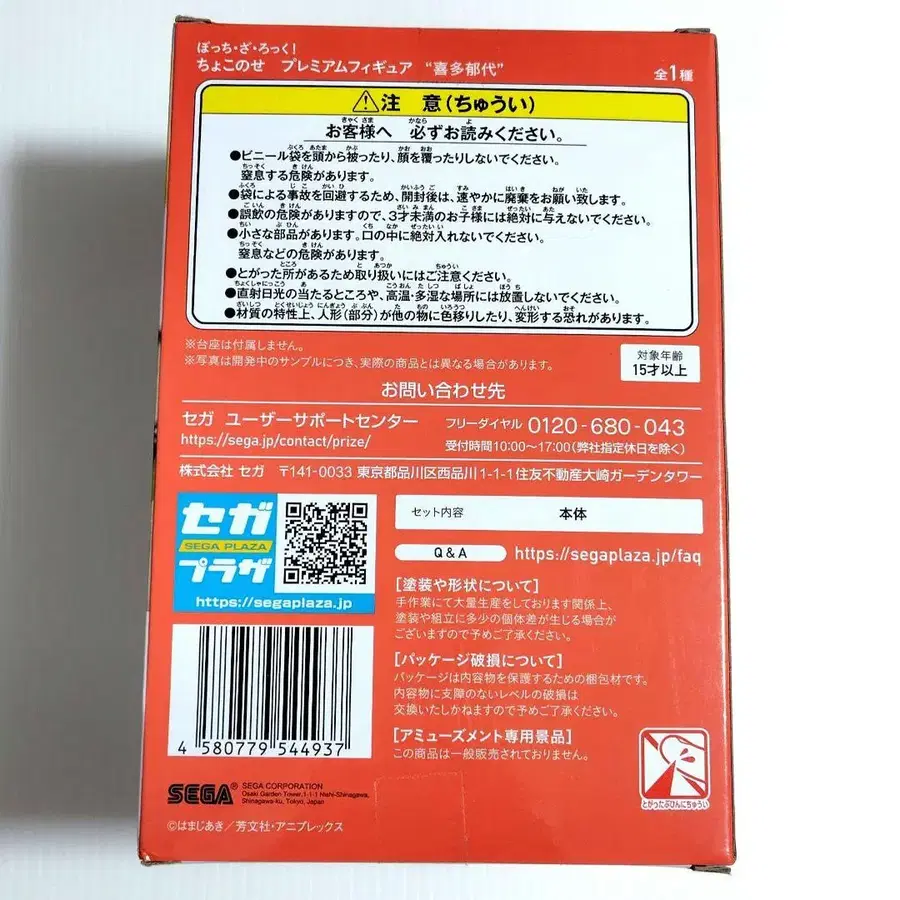 ぼっち・ざ・ろっく!
ちょこのせ プレミアムフィギュア “喜多郁代”
全1種
⚠注 意(ちゅうい)
お客様へ 必ずお読みください。
●ビニール袋を頭から被ったり、顔を覆ったりしないでください。
窒息する危険があります。
●袋による事故を回避するため、開封後は、速やかに廃棄をお願い致します。
●誤飲の危険がありますので、3才未満のお子様には絶対に与えないでください。
●小さな部品があります。口の中に絶対入れないでください。
窒息などの危険があります。
●とがった所があるため取り扱いにはご注意ください。
●直射日光の当たるところや、高温・多湿な場所には放置しないでください。
●材質の特性上、人形(部分)が他の物に色移りしたり、変形する恐れがあります。
※台座は付属しません。
※写真は開発中のサンプルにつき、実際の商品とは異なる場合があります。
対象年齢
15才以上
お問い合わせ先
セガ ユーザーサポートセンター
フリーダイヤル 0120-680-043
https://sega.jp/contact/prize/
受付時間10:00~17:00(弊社指定休日を除く)
株式会社 セガ 〒141-0033 東京都品川区西品川1-1-1住友不動産大崎ガーデンタワー
セガ
SEGA PLAZA
プラザ
https://segaplaza.jp
セット内容 本体
Q & A https://segaplaza.jp/faq
[塗装や形状について]
手作業にて大量生産をしております関係上、
塗装や組立に多少の個体差が生じる場合が
ございますので予めご了承ください。
[パッケージ破損について]
パッケージは内容物を保護するための梱包材です。
内容物に支障のないレベルの破損は
交換いたしかねますので予めご了承ください。
[アミューズメント専用景品]
この商品は一般販売されておりません。
4 580779 544937
とがったぶひんにちゅうい
SEGA
SEGA CORPORATION
Osaki Garden Tower,1-1-1 Nishi-Shinagawa,
Shinagawa-ku, Tokyo, Japan
©はまじあき/芳文社・アニプレックス